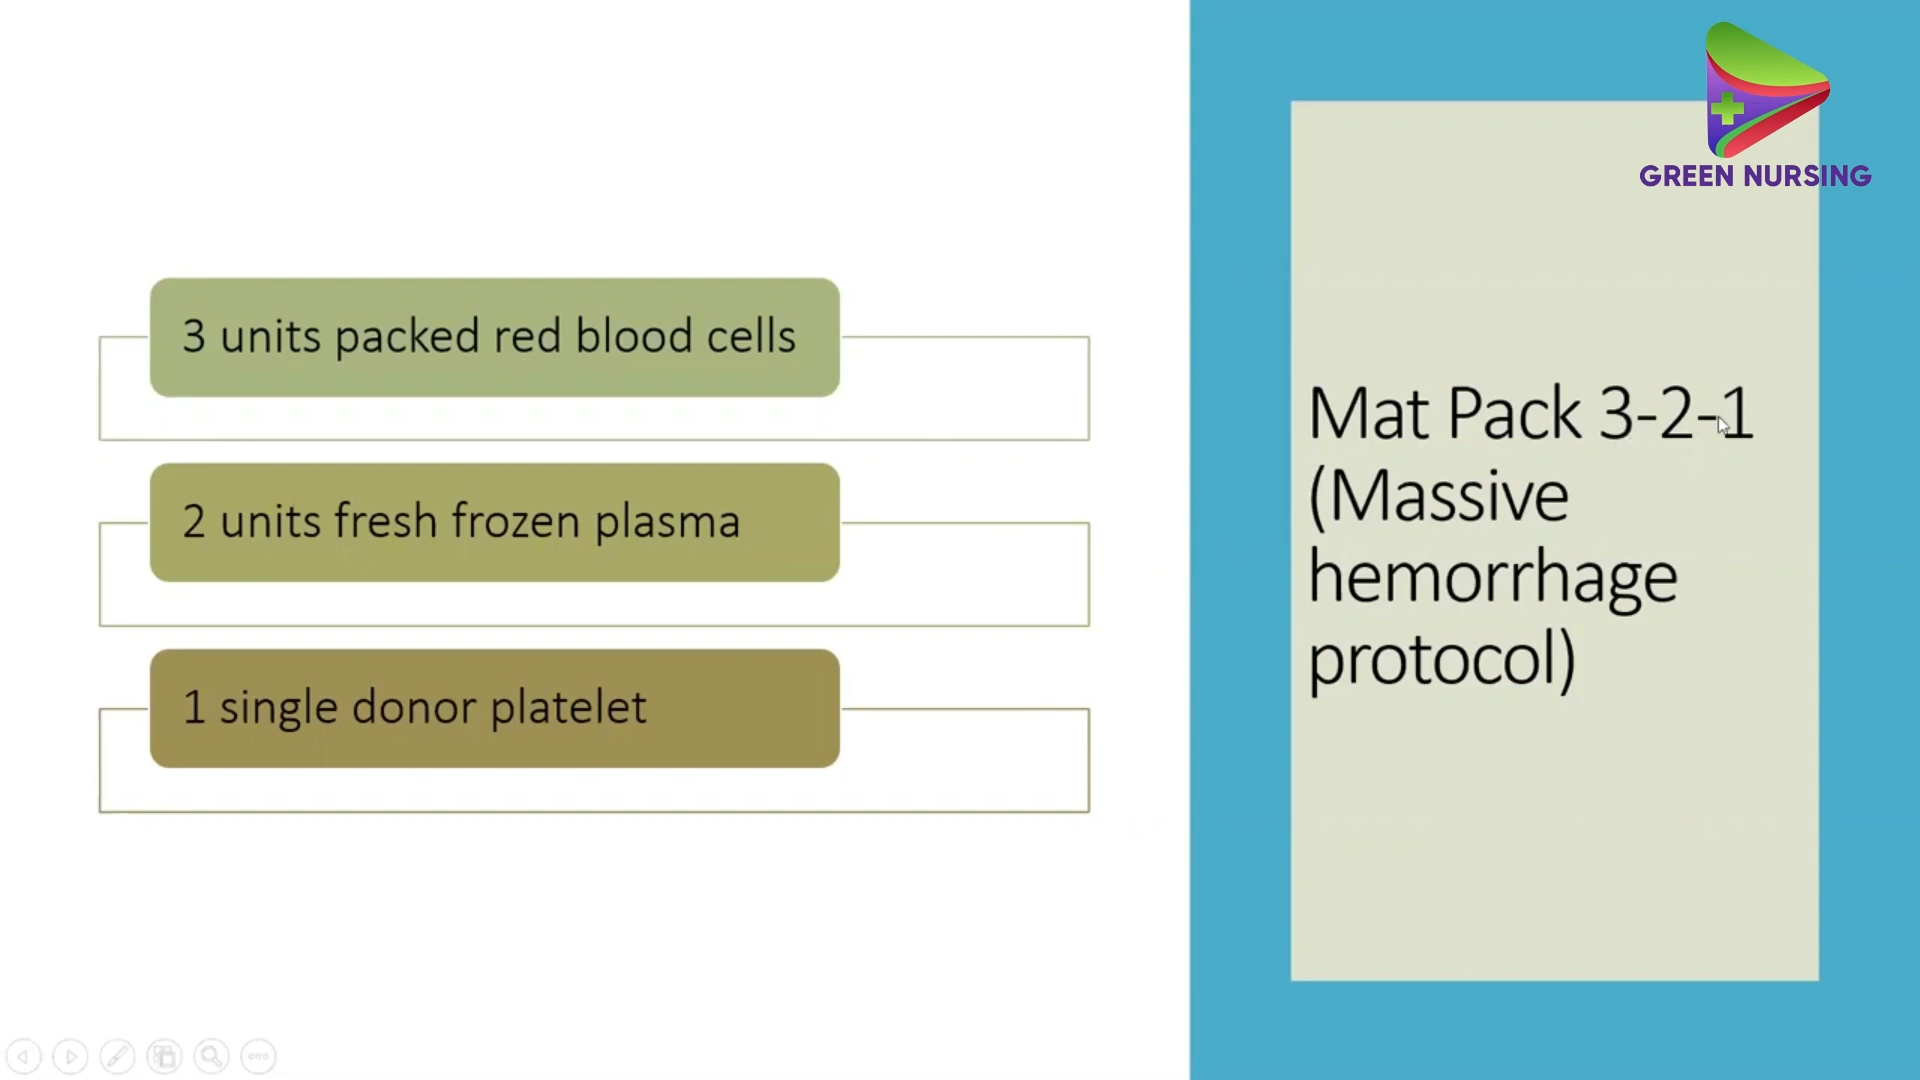 3 units packed red blood cells
2 units fresh frozen plasma
1 single donor platelet
GREEN NURSING
Mat Pack 3-2-1
(Massive
hemorrhage
protocol)